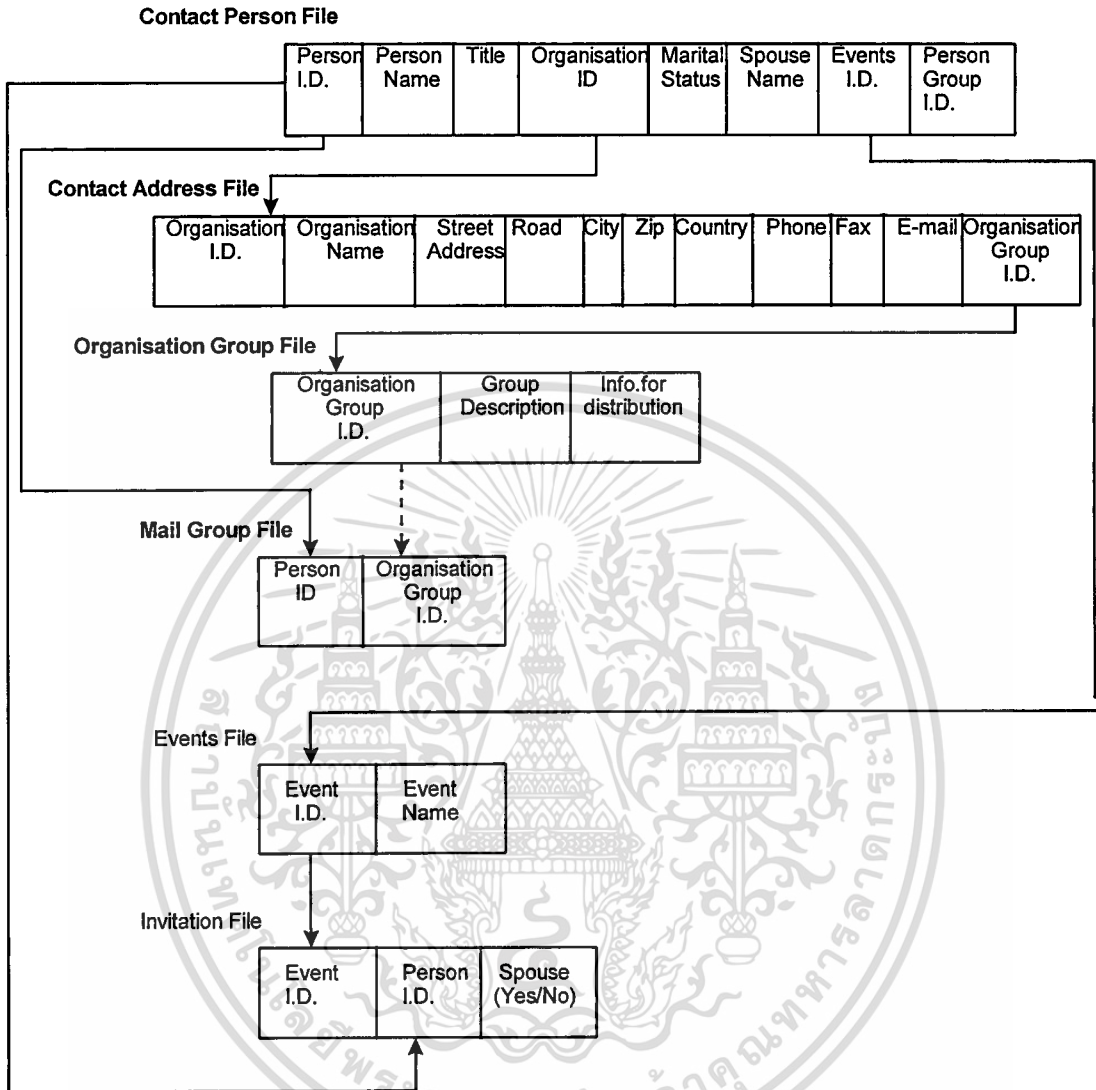 Contact Person File
Person I.D.
Person Name
Title
Organisation ID
Marital Status
Spouse Name
Events I.D.
Person Group I.D.
Contact Address File
Organisation I.D.
Organisation Name
Street Address
Road
City
Zip
Country
Phone
Fax
E-mail
Organisation Group I.D.
Organisation Group File
Organisation Group I.D.
Group Description
Info.for distribution
Mail Group File
Person ID
Organisation Group I.D.
Events File
Event I.D.
Event Name
Invitation File
Event I.D.
Person I.D.
Spouse (Yes/No)